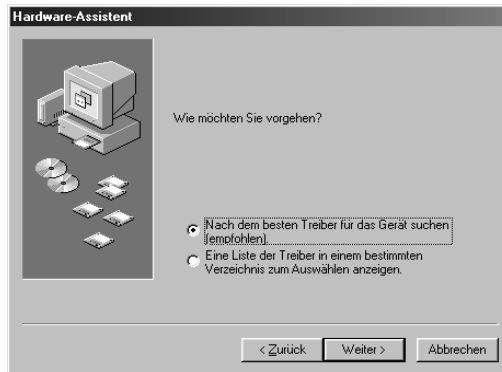 Hardware-Assistent
Wie möchten Sie vorgehen?
Nach dem besten Treiber für das Gerät suchen
(empfohlen).
Eine Liste der Treiber in einem bestimmten
Verzeichnis zum Auswählen anzeigen.
< Zurück
Weiter >
Abbrechen